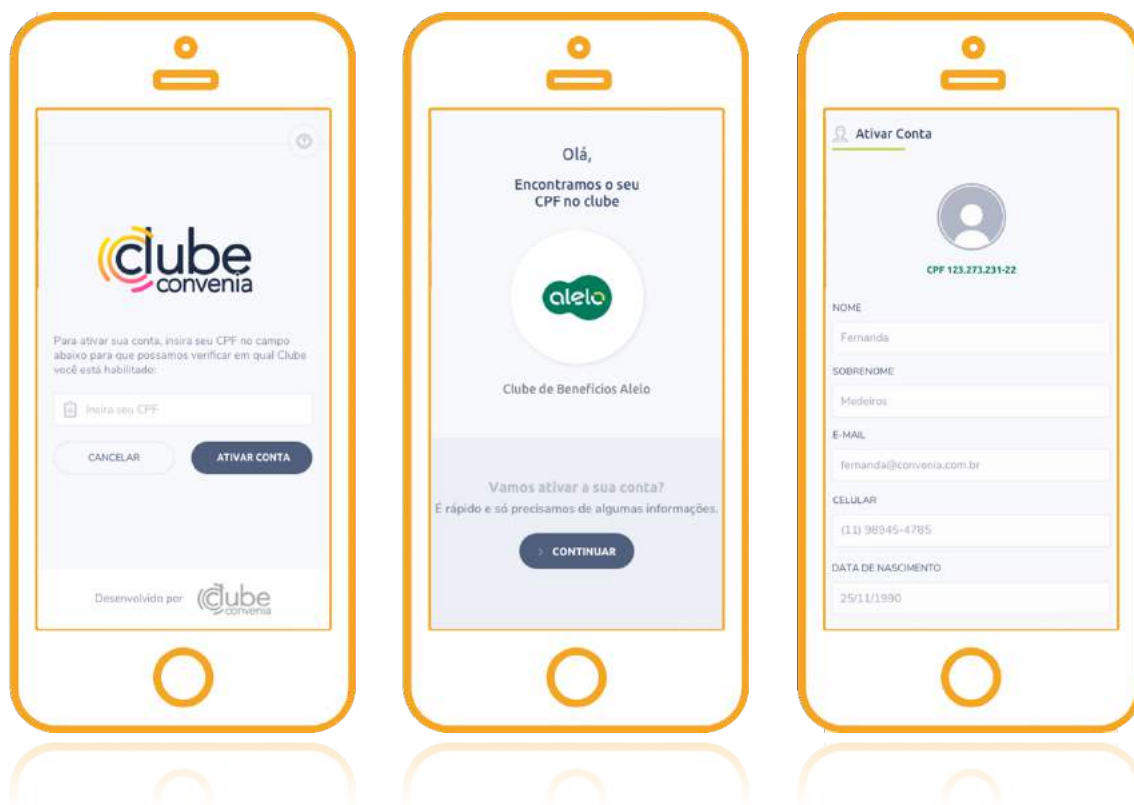 clube
convenia
Para ativar sua conta, insira seu CPF no campo
abaixo para que possamos verificar em qual Clube
você está habilitado:
Insira seu CPF
CANCELAR
ATIVAR CONTA
Desenvolvido por
clube
convenia
Olá,
Encontramos o seu
CPF no clube
alelo
Clube de Benefícios Alelo
Vamos ativar a sua conta?
É rápido e só precisamos de algumas informações.
> CONTINUAR
Ativar Conta
CPF 123.273.231-22
NOME
Fernanda
SOBRENOME
Medeiros
E-MAIL
fernanda@convenia.com.br
CELULAR
(11) 98945-4785
DATA DE NASCIMENTO
25/11/1990